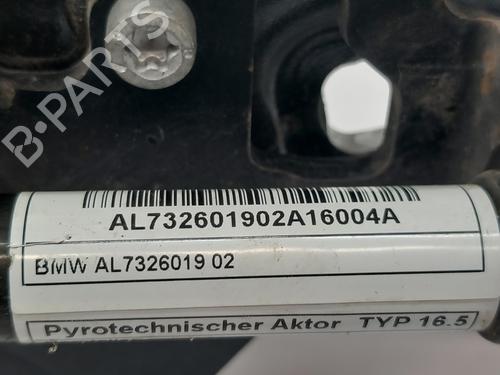 B-PARTS
AL732601902A16004A
BMW AL7326019 02
Pyrotechnischer Aktor TYP 16.5